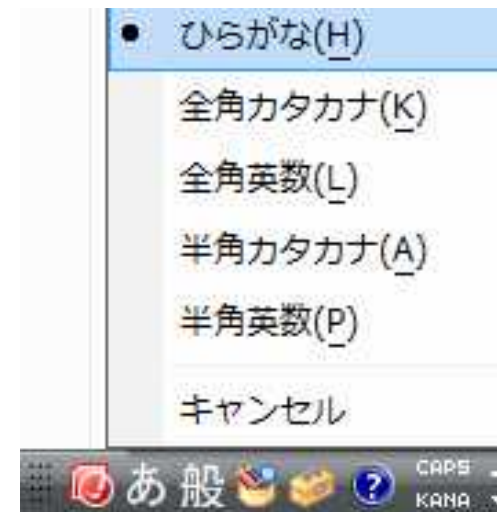 ひらがな(H)
全角カタカナ(K)
全角英数(L)
半角カタカナ(A)
半角英数(P)
キャンセル
あ 般 ? CAPS
KANA